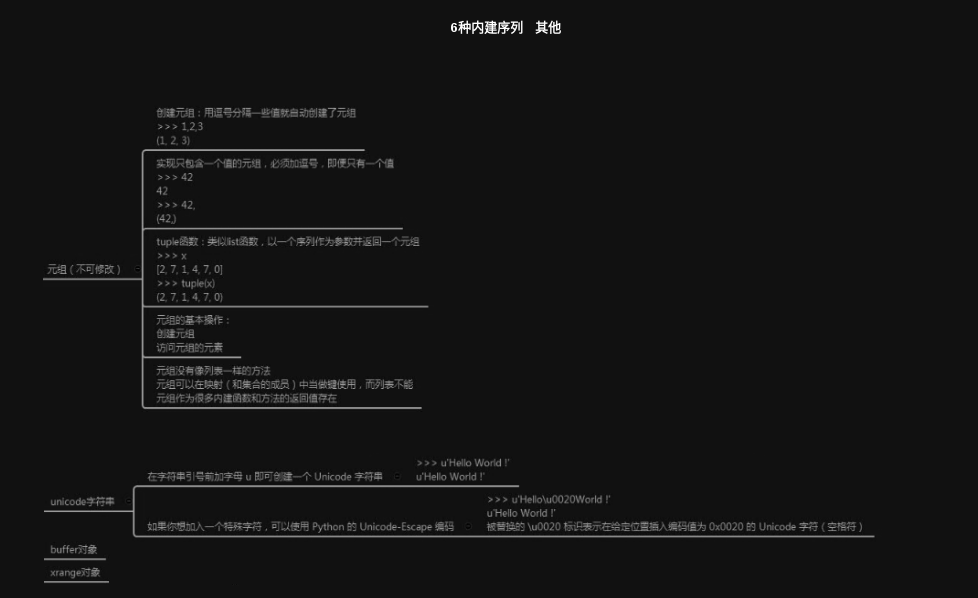 6种内建序列 其他
创建元组：用逗号分隔一些值就自动创建了元组
>>> 1,2,3
(1, 2, 3)
实现只包含一个值的元组，必须加逗号，即便只有一个值
>>> 42
42
>>> 42,
(42,)
tuple函数：类似list函数，以一个序列作为参数并返回一个元组
>>> x
[2, 7, 1, 4, 7, 0]
>>> tuple(x)
(2, 7, 1, 4, 7, 0)
元组（不可修改）
元组的基本操作：
创建元组
访问元组的元素
元组没有像列表一样的方法
元组可以在映射（和集合的成员）中当做键使用，而列表不能
元组作为很多内建函数和方法的返回值存在
>>> u'Hello World !'
在字符串引号前加字母 u 即可创建一个 Unicode 字符串
u'Hello World !'
unicode字符串
>>> u'Hello\u0020World !'
u'Hello World !'
如果你想加入一个特殊字符，可以使用 Python 的 Unicode-Escape 编码
被替换的 \u0020 标识表示在给定位置插入编码值为 0x0020 的 Unicode 字符（空格符）
buffer对象
xrange对象